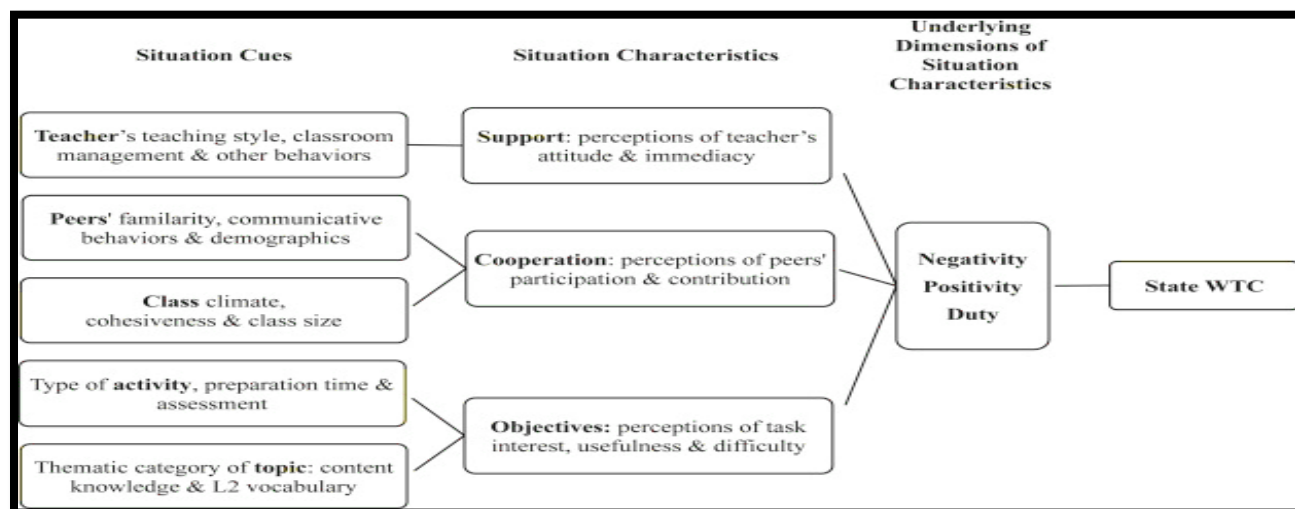 Situation Cues
Situation Characteristics
Underlying
Dimensions of
Situation
Characteristics
Teacher's teaching style, classroom
management & other behaviors
Support: perceptions of teacher's
attitude & immediacy
Peers' familarity, communicative
behaviors & demographics
Cooperation: perceptions of peers'
participation & contribution
Class climate,
cohesiveness & class size
Type of activity, preparation time &
assessment
Objectives: perceptions of task
interest, usefulness & difficulty
Thematic category of topic: content
knowledge & L2 vocabulary
Negativity
Positivity
Duty
State WTC